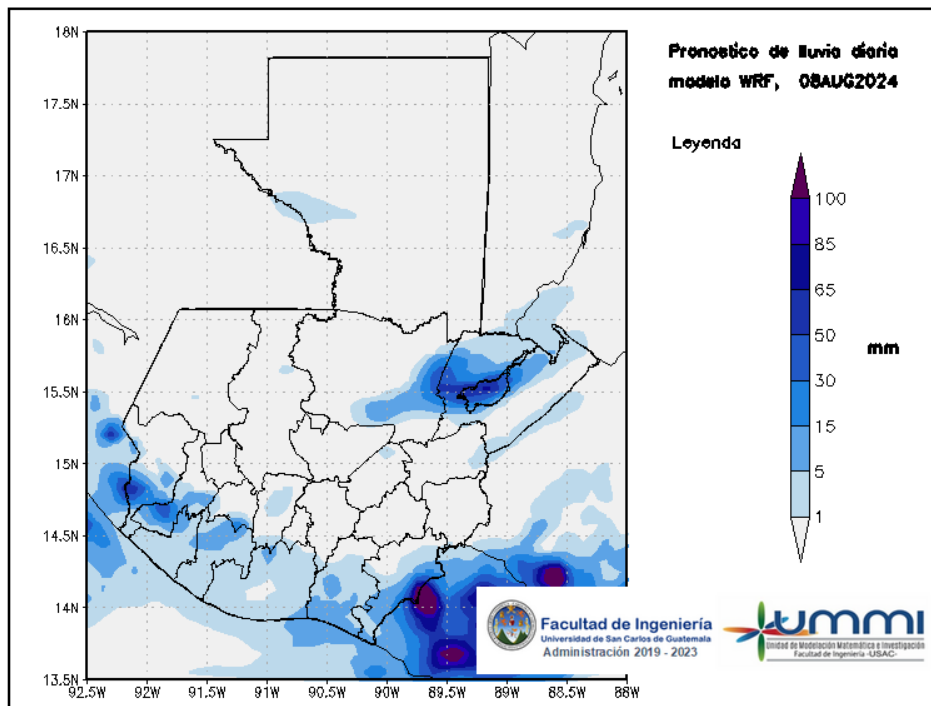 18N
17.5N
17N
16.5N
16N
15.5N
15N
14.5N
14N
13.5N
92.5W
92W
91.5W
91W
90.5W
90W
89.5W
89W
88.5W
88W
Pronostico de lluvia diaria
modelo WRF, 08AUG2024
Leyenda
100
85
65
50
30
15
5
1
mm
Facultad de Ingeniería
Universidad de San Carlos de Guatemala
Administración 2019 - 2023
UMMI
Unidad de Modelación Matemática e Investigación
Facultad de Ingeniería -USAC-